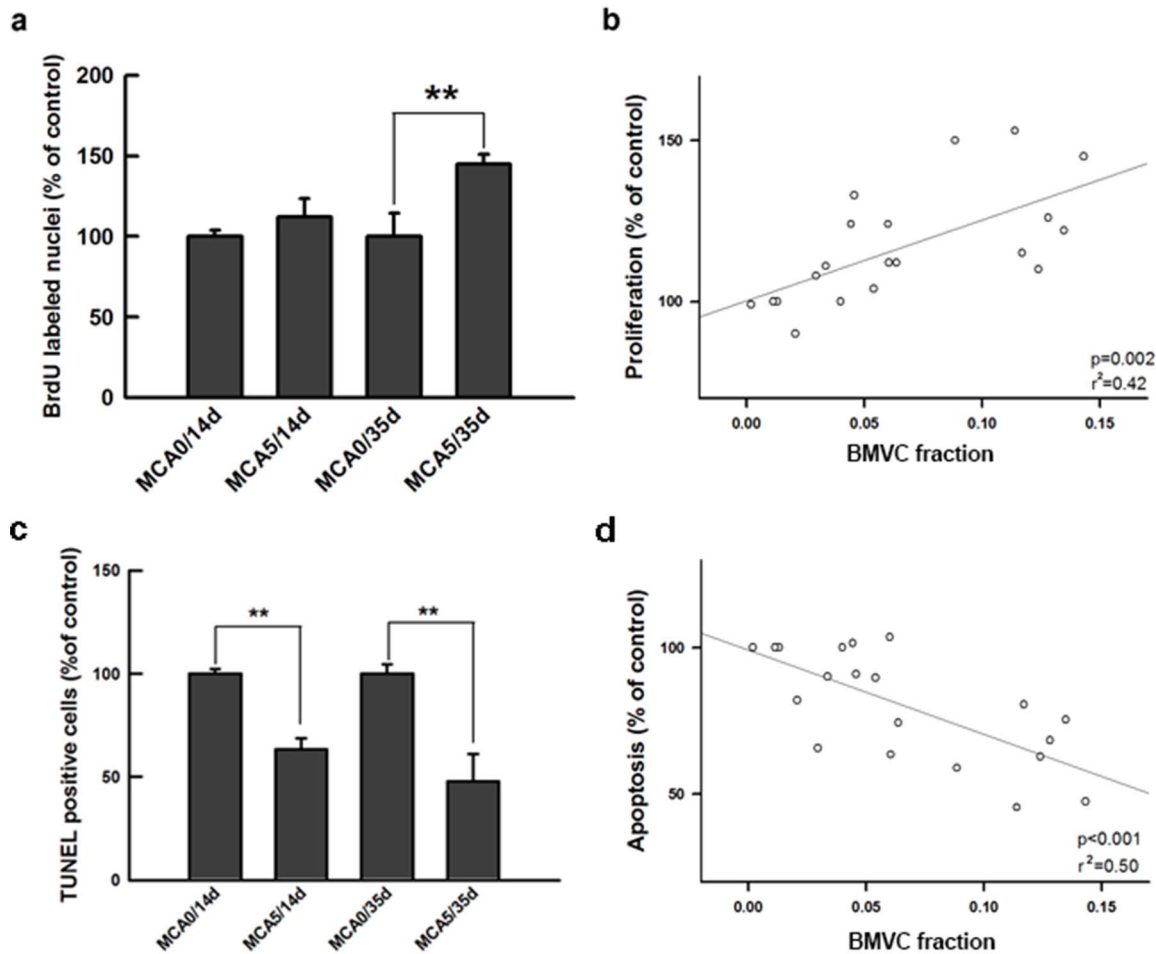 a
BrdU labeled nuclei (% of control)
200
150
100
50
0
**
MCA0/14d
MCA5/14d
MCA0/35d
MCA5/35d
b
Proliferation (% of control)
150
100
p=0.002
r²=0.42
0.00
0.05
0.10
0.15
BMVC fraction
c
TUNEL positive cells (%of control)
150
100
50
0
**
**
MCA0/14d
MCA5/14d
MCA0/35d
MCA5/35d
d
Apoptosis (% of control)
100
50
p<0.001
r²=0.50
0.00
0.05
0.10
0.15
BMVC fraction